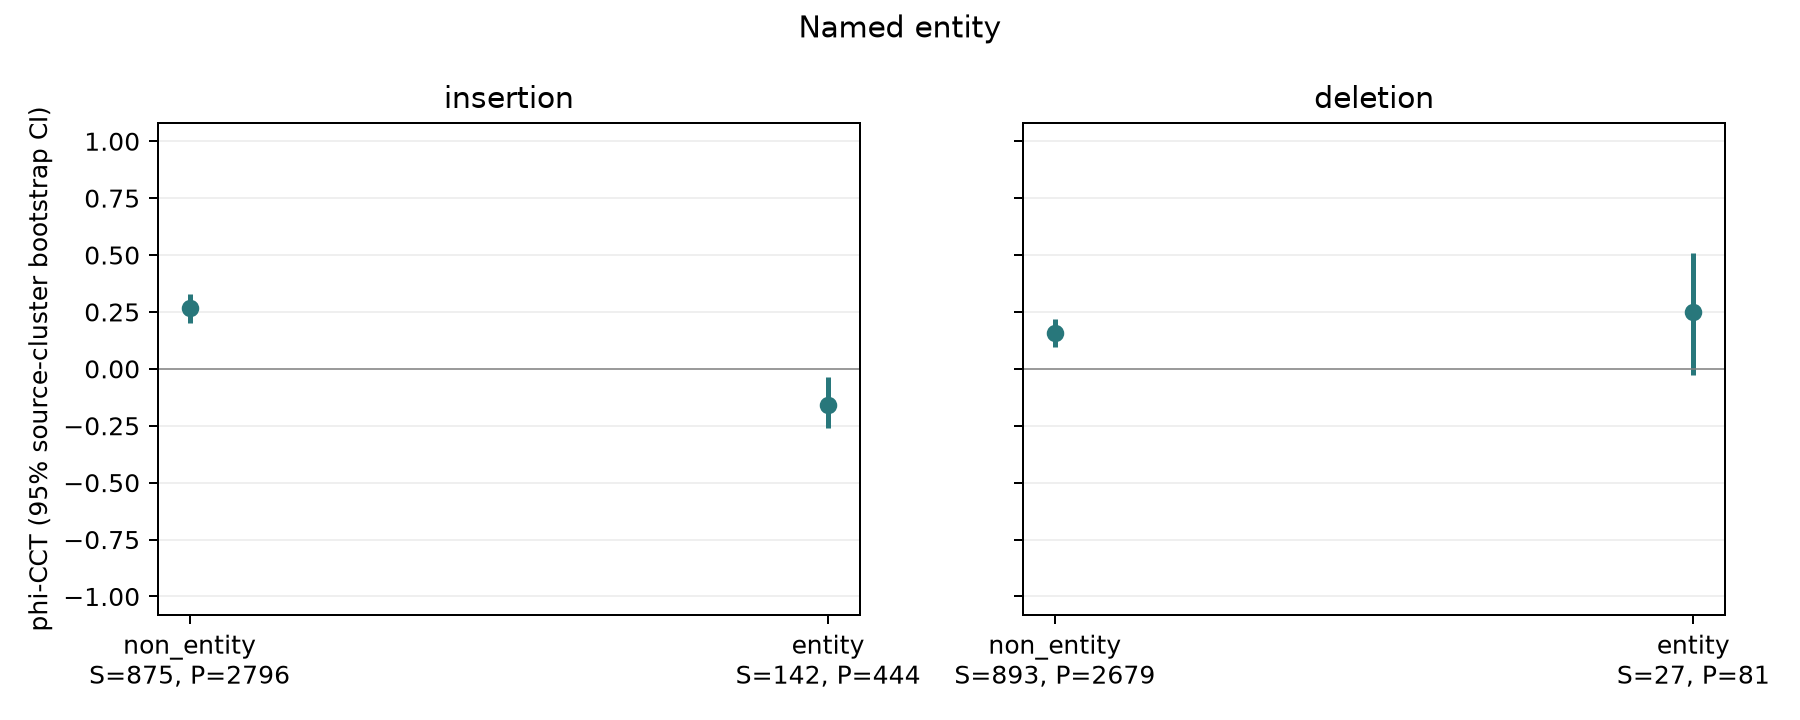 Named entity
insertion
deletion
phi-CCT (95% source-cluster bootstrap CI)
1.00
0.75
0.50
0.25
0.00
−0.25
−0.50
−0.75
−1.00
non_entity
S=875, P=2796
entity
S=142, P=444
non_entity
S=893, P=2679
entity
S=27, P=81